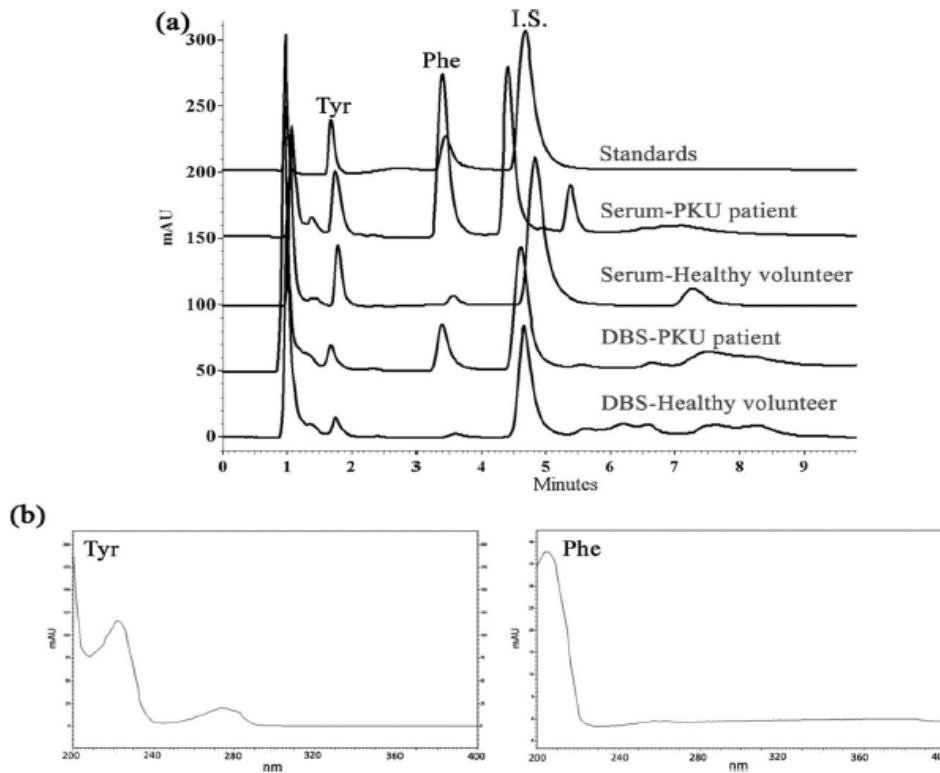 (a)
I.S.
300
Phe
250
Tyr
Standards
200
mAU
Serum-PKU patient
150
Serum-Healthy volunteer
100
DBS-PKU patient
50
DBS-Healthy volunteer
0
0 1 2 3 4 5 6 7 8 9
Minutes
(b)
Tyr
mAU
mAU
200 240 280 320 360 400
nm
Phe
mAU
200 240 280 320 360 400
nm